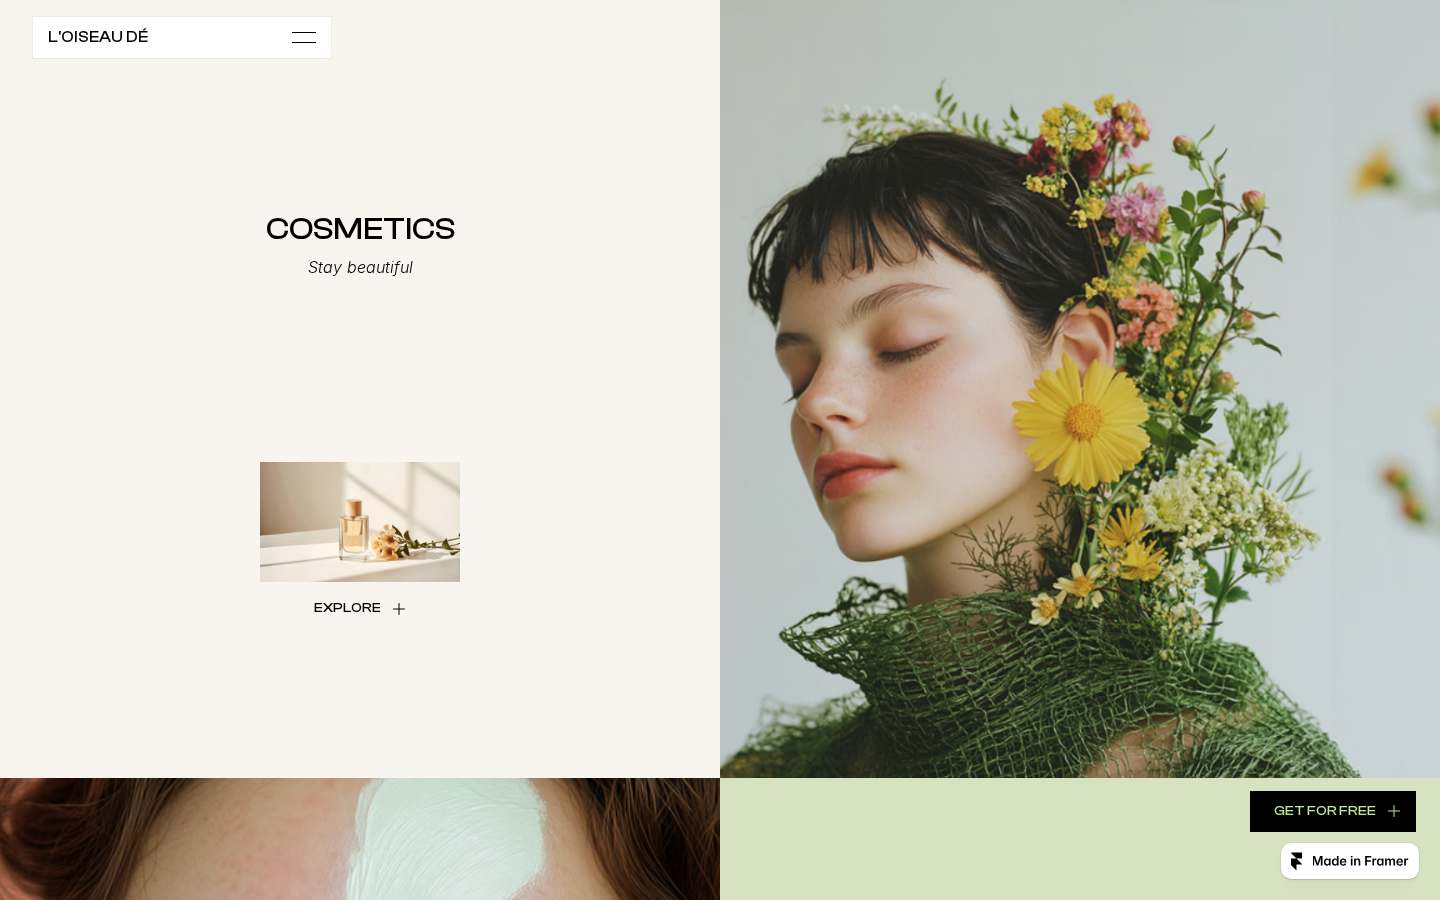 L'OISEAU DÉ
COSMETICS
Stay beautiful
EXPLORE
GET FOR FREE
Made in Framer